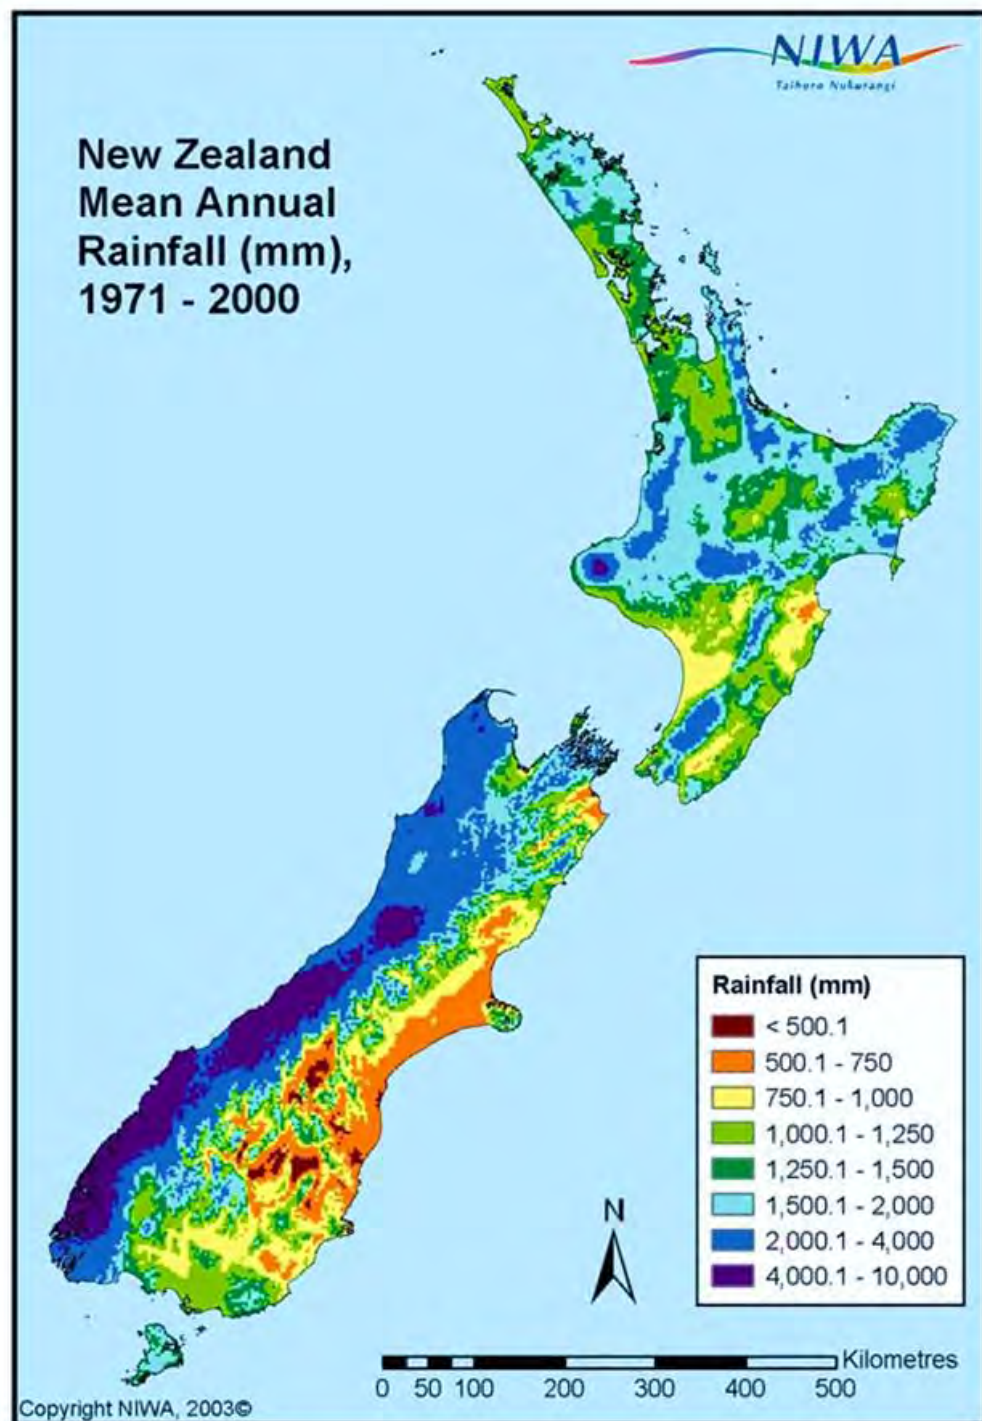 NIWA
Taihoro Nukurangi
New Zealand
Mean Annual
Rainfall (mm),
1971 - 2000
Rainfall (mm)
< 500.1
500.1 - 750
750.1 - 1,000
1,000.1 - 1,250
1,250.1 - 1,500
1,500.1 - 2,000
2,000.1 - 4,000
4,000.1 - 10,000
N
Kilometres
0 50 100 200 300 400 500
Copyright NIWA, 2003©